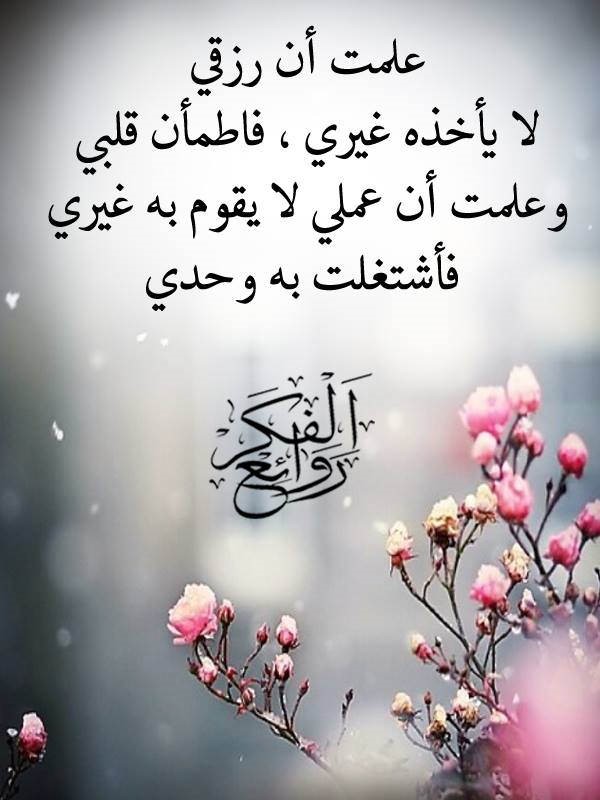 علمت أن رزقي
لا يأخذه غيري ، فاطمأن قلبي
وعلمت أن عملي لا يقوم به غيري
فأشتغلت به وحدي
روائع
الفكر